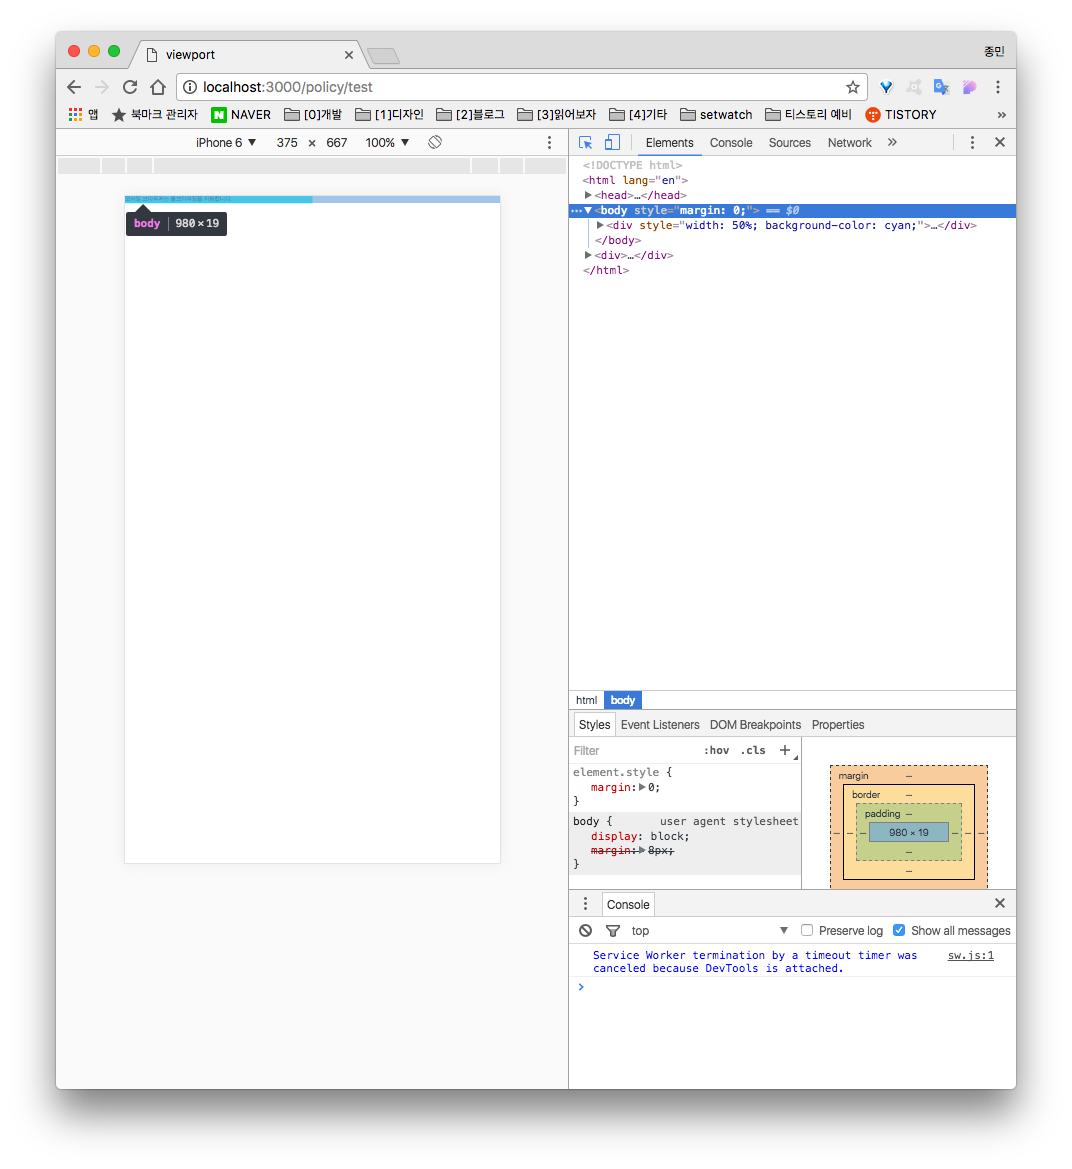 viewport
종민
localhost:3000/policy/test
앱 북마크 관리자 NAVER [0]개발 [1]디자인 [2]블로그 [3]읽어보자 [4]기타 setwatch 티스토리 예비 TISTORY »
iPhone 6 ▼ 375 × 667 100% ▼
body 980 × 19
Elements Console Sources Network »
<!DOCTYPE html>
<html lang="en">
▶<head>…</head>
…▼<body style="margin: 0;"> == $0
▶<div style="width: 50%; background-color: cyan;">…</div>
</body>
▶<div>…</div>
</html>
html body
Styles Event Listeners DOM Breakpoints Properties
Filter :hov .cls +
element.style {
margin:▶0;
}
body { user agent stylesheet
display: block;
margin:▶8px;
}
margin –
border –
padding –
– – – 980 × 19 – – –
–
–
Console
top ▼ Preserve log Show all messages
Service Worker termination by a timeout timer was sw.js:1
canceled because DevTools is attached.
>